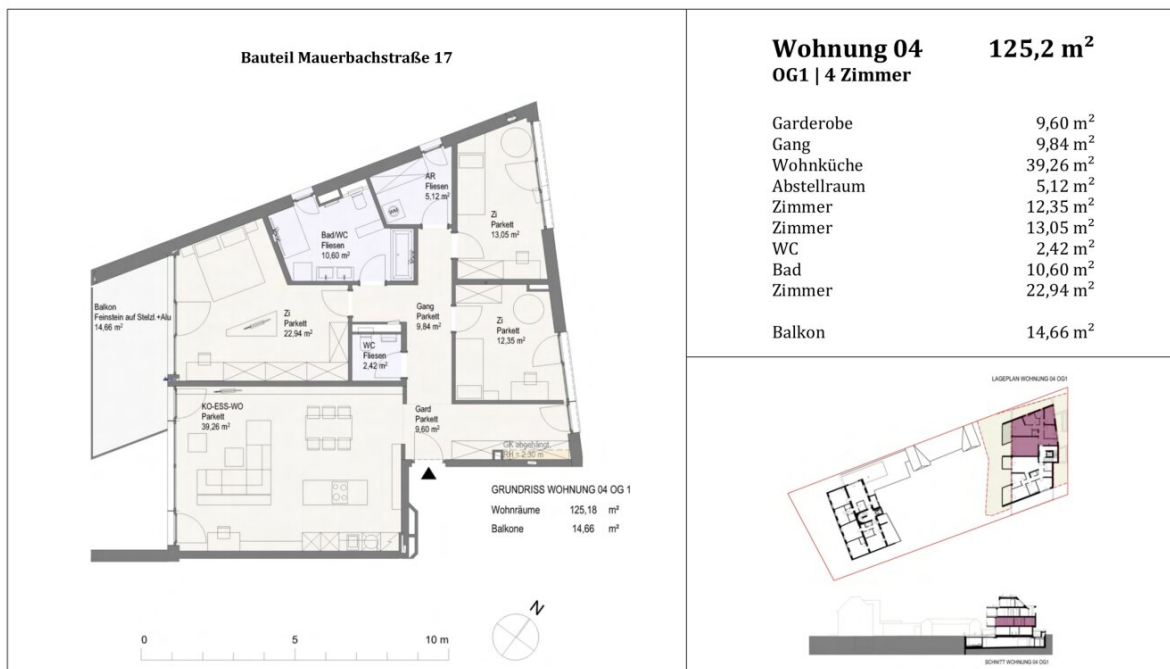 Bauteil Mauerbachstraße 17
AR
Fliesen
5,12 m²
Zi
Parkett
13,05 m²
Bad/WC
Fliesen
10,60 m²
Balkon
Feinstein auf Stelzl.+Alu
14,66 m²
Zi
Parkett
22,94 m²
Gang
Parkett
9,84 m²
Zi
Parkett
12,35 m²
WC
Fliesen
2,42 m²
KO-ESS-WO
Parkett
39,26 m²
Gard
Parkett
9,60 m²
GK abgehängt
RH = 2,30 m
GRUNDRISS WOHNUNG 04 OG 1
Wohnräume 125,18 m²
Balkone 14,66 m²
N
0 5 10 m
Wohnung 04 125,2 m²
OG1 | 4 Zimmer
Garderobe 9,60 m²
Gang 9,84 m²
Wohnküche 39,26 m²
Abstellraum 5,12 m²
Zimmer 12,35 m²
Zimmer 13,05 m²
WC 2,42 m²
Bad 10,60 m²
Zimmer 22,94 m²
Balkon 14,66 m²
LAGEPLAN WOHNUNG 04 OG1
SCHNITT WOHNUNG 04 OG1